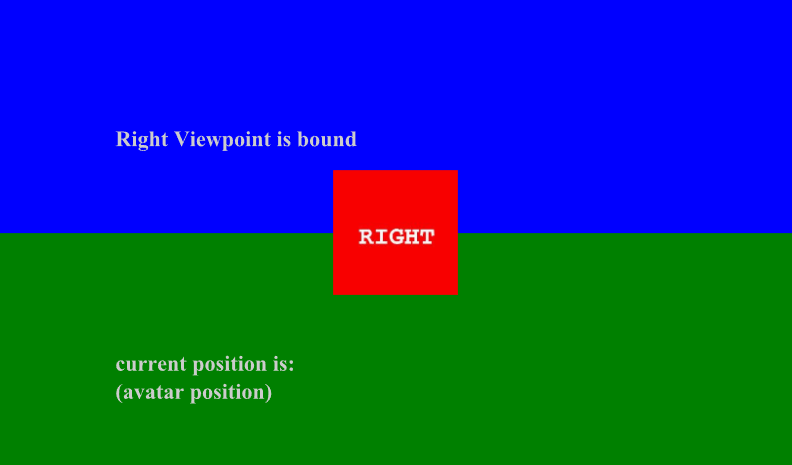 Right Viewpoint is bound
RIGHT
current position is:
(avatar position)